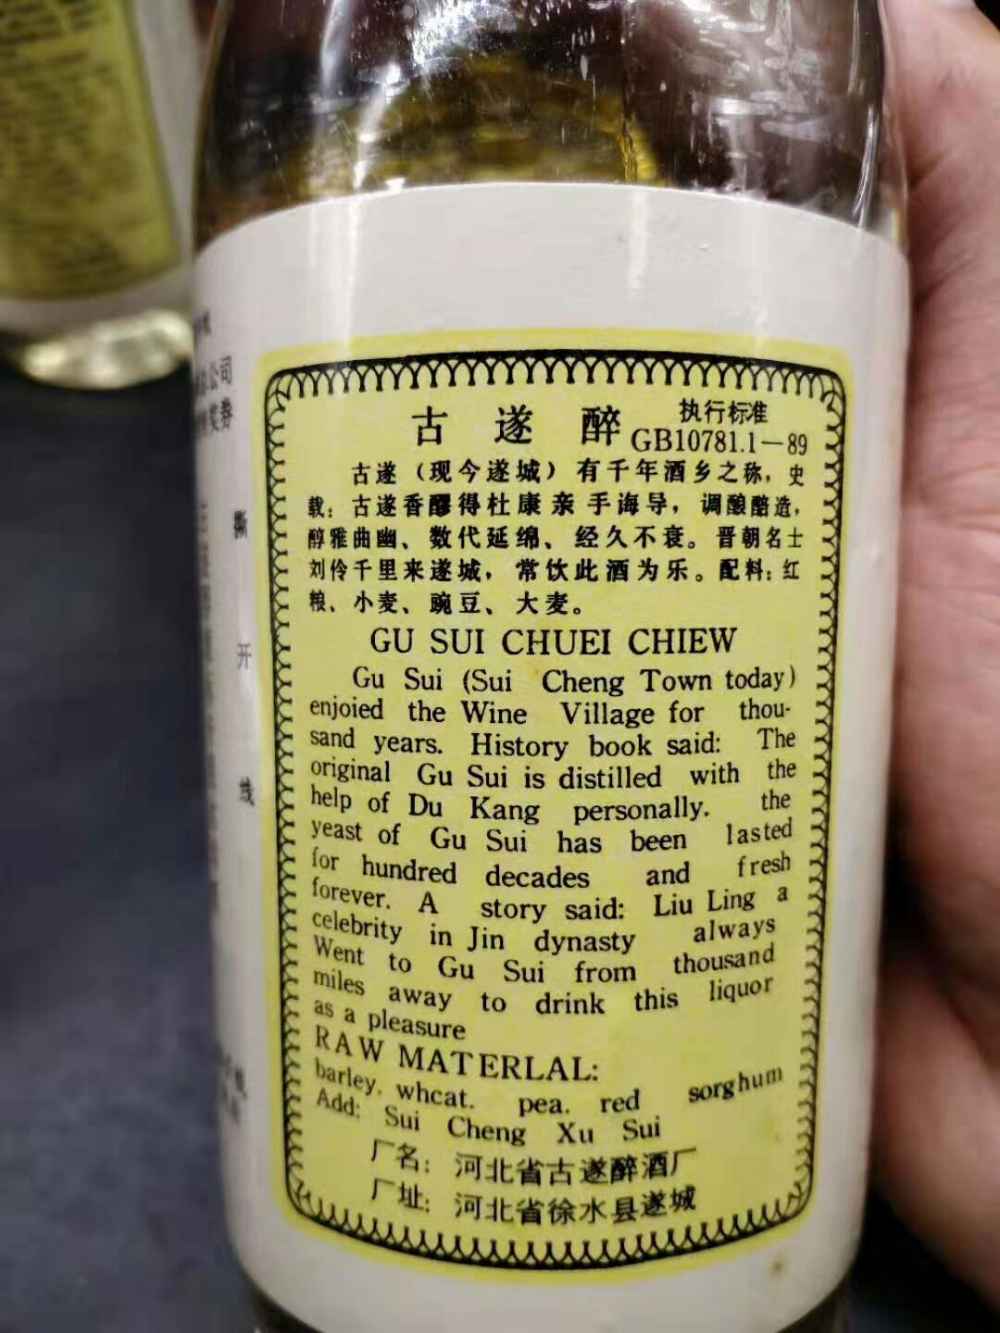 古遂醉 执行标准
GB10781.1—89
古遂（现今遂城）有千年酒乡之称，史
载：古遂香醪得杜康亲手诲导，调酿酷造，
醇雅曲幽、数代延绵、经久不衰。晋朝名士
刘伶千里来遂城，常饮此酒为乐。配料：红
粮、小麦、豌豆、大麦。
GU SUI CHUEI CHIEW
Gu Sui (Sui Cheng Town today)
enjoied the Wine Village for thou-
sand years. History book said: The
original Gu Sui is distilled with the
help of Du Kang personally. the
yeast of Gu Sui has been lasted
for hundred decades and fresh
forever. A story said: Liu Ling a
celebrity in Jin dynasty always
Went to Gu Sui from thousand
miles away to drink this liquor
as a pleasure
RAW MATERLAL:
barley. whcat. pea. red sorghum
Add: Sui Cheng Xu Sui
厂名：河北省古遂醉酒厂
厂址：河北省徐水县遂城
公司
奖券
撕开线